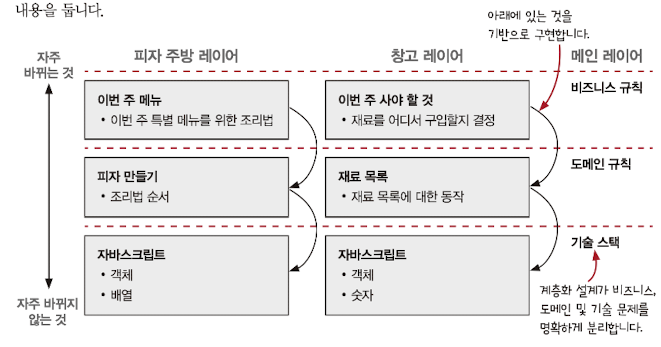 내용을 둡니다.
아래에 있는 것을
기반으로 구현합니다.
자주
바뀌는 것
피자 주방 레이어
창고 레이어
메인 레이어
비즈니스 규칙
이번 주 메뉴
• 이번 주 특별 메뉴를 위한 조리법
이번 주 사야 할 것
• 재료를 어디서 구입할지 결정
도메인 규칙
피자 만들기
• 조리법 순서
재료 목록
• 재료 목록에 대한 동작
기술 스택
자바스크립트
• 객체
• 배열
자바스크립트
• 객체
• 숫자
자주 바뀌지
않는 것
계층화 설계가 비즈니스,
도메인 및 기술 문제를
명확하게 분리합니다.